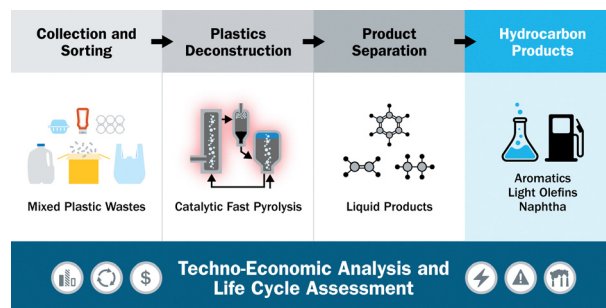 Collection and
Sorting
Plastics
Deconstruction
Product
Separation
Hydrocarbon
Products
Mixed Plastic Wastes
Catalytic Fast Pyrolysis
Liquid Products
Aromatics
Light Olefins
Naphtha
$
Techno-Economic Analysis and
Life Cycle Assessment